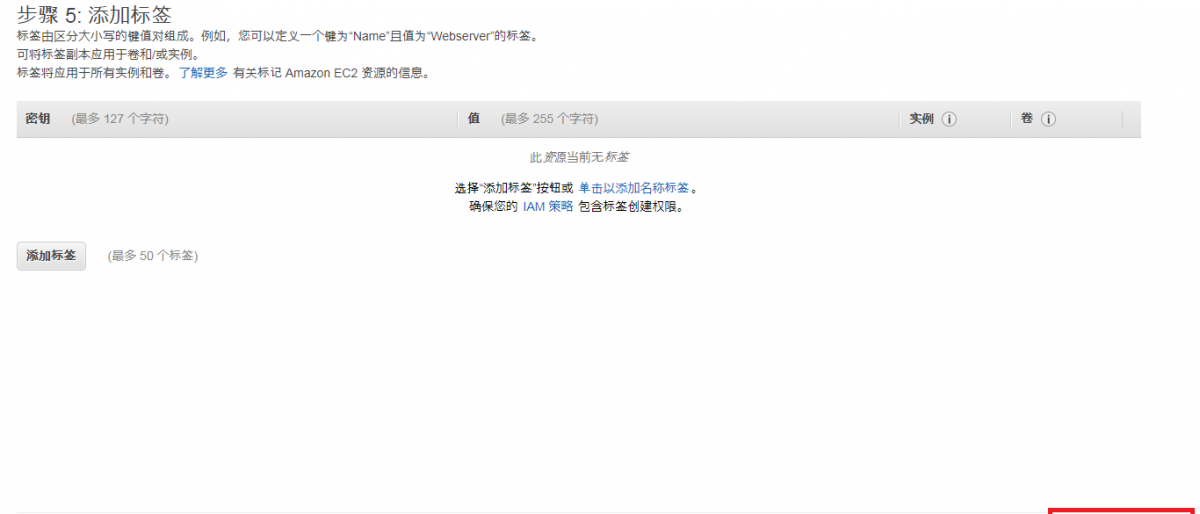 步骤 5: 添加标签
标签由区分大小写的键值对组成。例如，您可以定义一个键为“Name”且值为“Webserver”的标签。
可将标签副本应用于卷和/或实例。
标签将应用于所有实例和卷。了解更多 有关标记 Amazon EC2 资源的信息。
密钥 (最多 127 个字符) 值 (最多 255 个字符) 实例 卷
此资源当前无标签
选择“添加标签”按钮或 单击以添加名称标签。
确保您的 IAM 策略 包含标签创建权限。
添加标签 (最多 50 个标签)